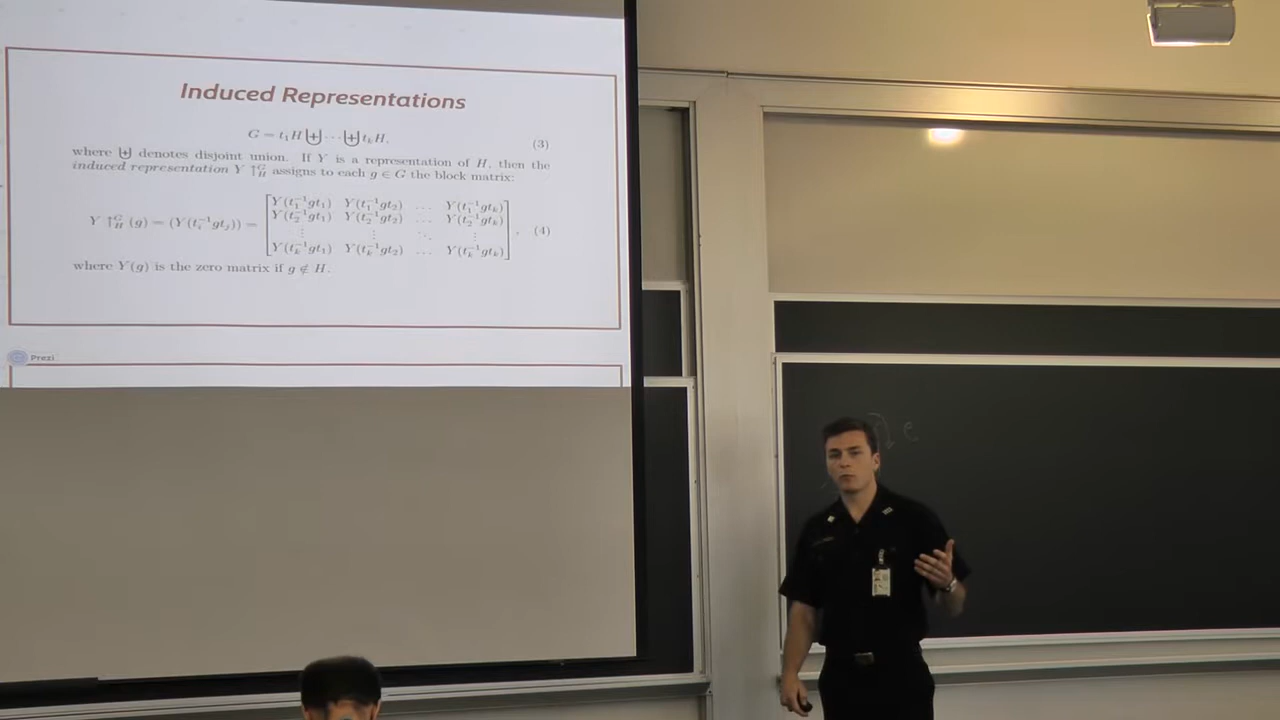 Induced Representations
G = t₁H ⊎ ⋯ ⊎ tₖH, (3)
where ⊎ denotes disjoint union. If Y is a representation of H, then the
induced representation Y ↑ᴳ_H assigns to each g ∈ G the block matrix:
Y ↑ᴳ_H (g) = (Y(tᵢ⁻¹gtⱼ)) = [Y(t₁⁻¹gt₁) Y(t₁⁻¹gt₂) … Y(t₁⁻¹gtₖ)
Y(t₂⁻¹gt₁) Y(t₂⁻¹gt₂) … Y(t₂⁻¹gtₖ)
⋮ ⋮ ⋱ ⋮
Y(tₖ⁻¹gt₁) Y(tₖ⁻¹gt₂) … Y(tₖ⁻¹gtₖ)], (4)
where Y(g) is the zero matrix if g ∉ H.
Prezi